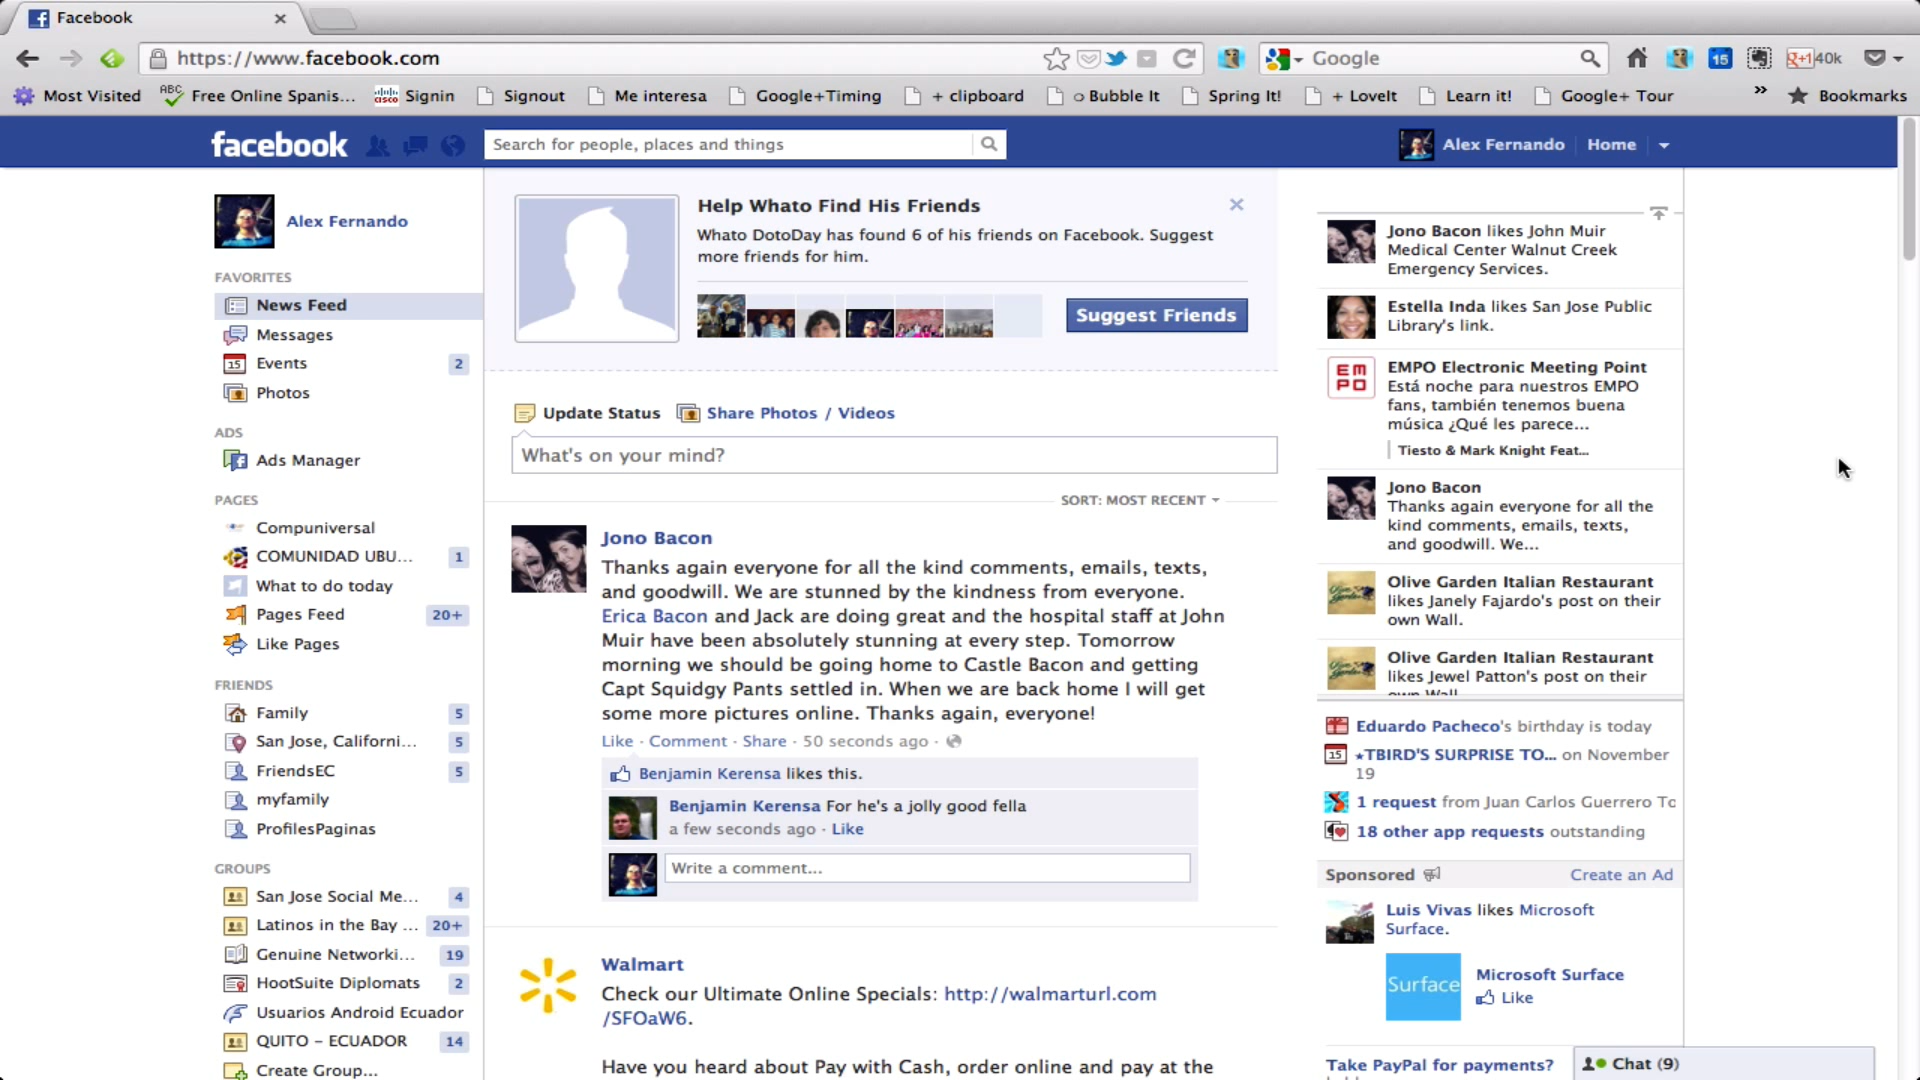 Facebook
https://www.facebook.com
Google
15
g+1 40k
Most Visited
ABC
Free Online Spanis...
cisco
Signin
Signout
Me interesa
Google+Timing
+ clipboard
Bubble It
Spring It!
+ LoveIt
Learn it!
Google+ Tour
»
Bookmarks
facebook
Search for people, places and things
Alex Fernando
Home
Alex Fernando
FAVORITES
News Feed
Messages
15 Events 2
Photos
ADS
Ads Manager
PAGES
Compuniversal
COMUNIDAD UBU... 1
What to do today
Pages Feed 20+
Like Pages
FRIENDS
Family 5
San Jose, Californi... 5
FriendsEC 5
myfamily
ProfilesPaginas
GROUPS
San Jose Social Me... 4
Latinos in the Bay ... 20+
Genuine Networki... 19
HootSuite Diplomats 2
Usuarios Android Ecuador
QUITO – ECUADOR 14
Create Group...
Help Whato Find His Friends
Whato DotoDay has found 6 of his friends on Facebook. Suggest
more friends for him.
Suggest Friends
Update Status
Share Photos / Videos
What's on your mind?
SORT: MOST RECENT
Jono Bacon
Thanks again everyone for all the kind comments, emails, texts,
and goodwill. We are stunned by the kindness from everyone.
Erica Bacon and Jack are doing great and the hospital staff at John
Muir have been absolutely stunning at every step. Tomorrow
morning we should be going home to Castle Bacon and getting
Capt Squidgy Pants settled in. When we are back home I will get
some more pictures online. Thanks again, everyone!
Like · Comment · Share · 50 seconds ago ·
Benjamin Kerensa likes this.
Benjamin Kerensa For he's a jolly good fella
a few seconds ago · Like
Write a comment...
Walmart
Check our Ultimate Online Specials: http://walmarturl.com
/SFOaW6.
Have you heard about Pay with Cash, order online and pay at the
Jono Bacon likes John Muir
Medical Center Walnut Creek
Emergency Services.
Estella Inda likes San Jose Public
Library's link.
EM
PO
EMPO Electronic Meeting Point
Está noche para nuestros EMPO
fans, también tenemos buena
música ¿Qué les parece...
Tiesto & Mark Knight Feat...
Jono Bacon
Thanks again everyone for all the
kind comments, emails, texts,
and goodwill. We...
Olive Garden Italian Restaurant
likes Janely Fajardo's post on their
own Wall.
Olive Garden Italian Restaurant
likes Jewel Patton's post on their
own Wall
Eduardo Pacheco's birthday is today
15 ★TBIRD'S SURPRISE TO... on November
19
1 request from Juan Carlos Guerrero To
18 other app requests outstanding
Sponsored
Create an Ad
Luis Vivas likes Microsoft
Surface.
Surface
Microsoft Surface
Like
Take PayPal for payments?
Chat (9)